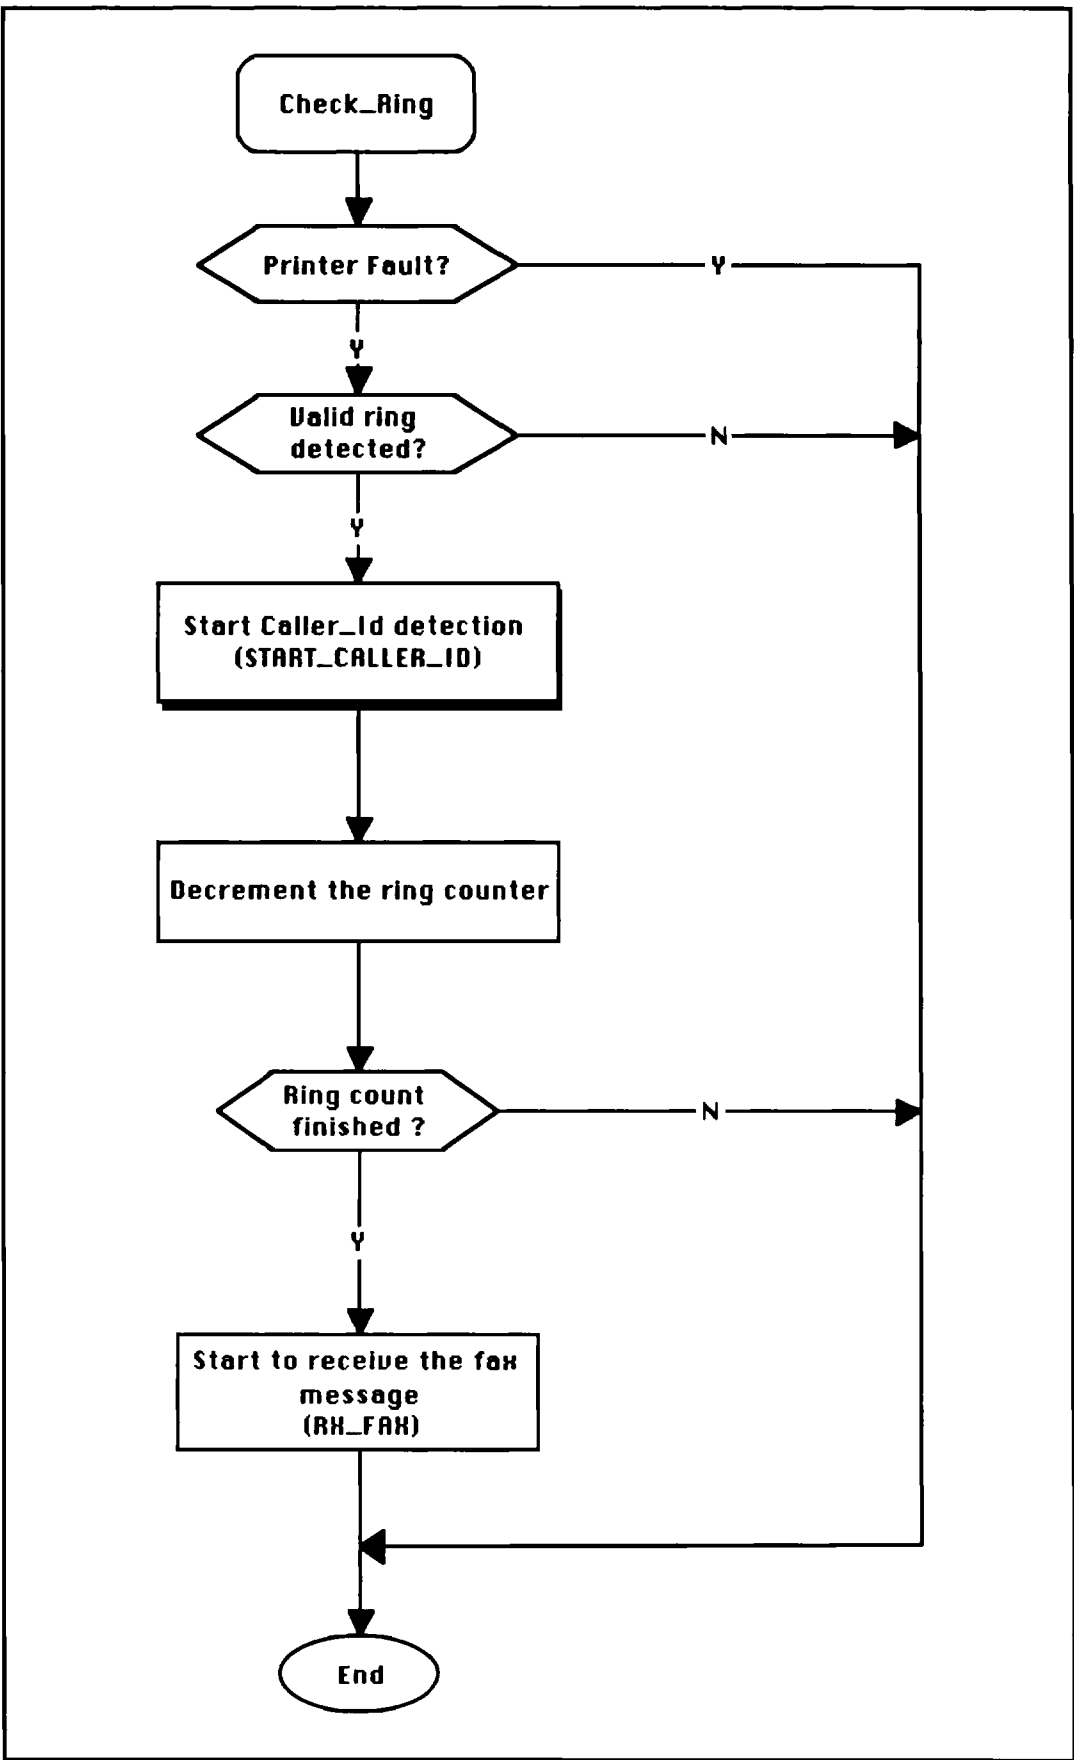 Check_Ring
Printer Fault?
Y
Y
Valid ring
detected?
N
Y
Start Caller_Id detection
(START_CALLER_ID)
Decrement the ring counter
Ring count
finished ?
N
Y
Start to receive the fax
message
(RX_FAX)
End